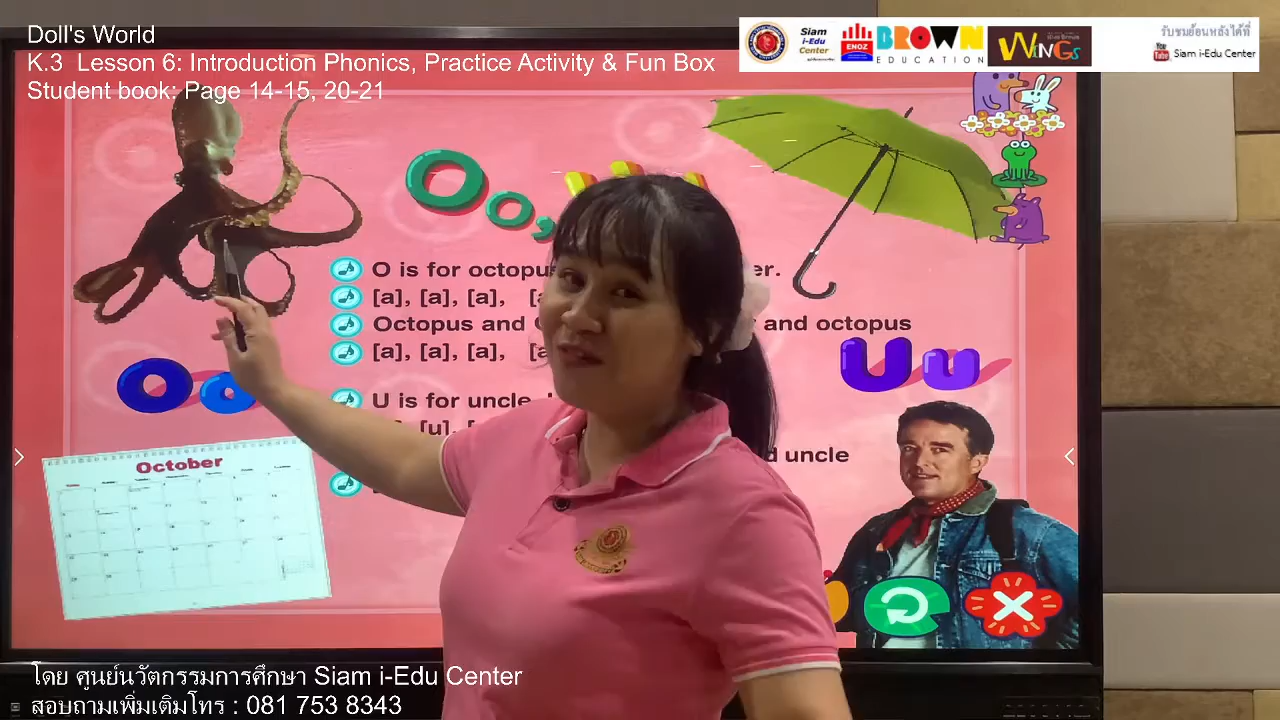 Doll's World
K.3 Lesson 6: Introduction Phonics, Practice Activity & Fun Box
Student book: Page 14-15, 20-21
Siam
i-Edu
Center
ENOZ
BROWN
EDUCATION
WiNGs
รับชมย้อนหลังได้ที่
You
Tube
Siam i-Edu Center
Oo,
O is for octopus er.
[a], [a], [a],
Octopus and and octopus
[a], [a], [a],
Oo
Uu
U is for uncle
[u],
d uncle
October
โดย ศูนย์นวัตกรรมการศึกษา Siam i-Edu Center
สอบถามเพิ่มเติมโทร : 081 753 8343